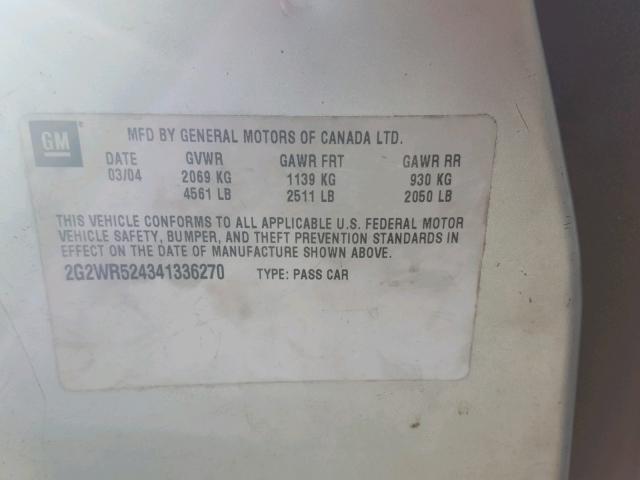 GM ®
MFD BY GENERAL MOTORS OF CANADA LTD.
DATE GVWR GAWR FRT GAWR RR
03/04 2069 KG 1139 KG 930 KG
4561 LB 2511 LB 2050 LB
THIS VEHICLE CONFORMS TO ALL APPLICABLE U.S. FEDERAL MOTOR
VEHICLE SAFETY, BUMPER, AND THEFT PREVENTION STANDARDS IN
EFFECT ON THE DATE OF MANUFACTURE SHOWN ABOVE.
2G2WR524341336270 TYPE: PASS CAR